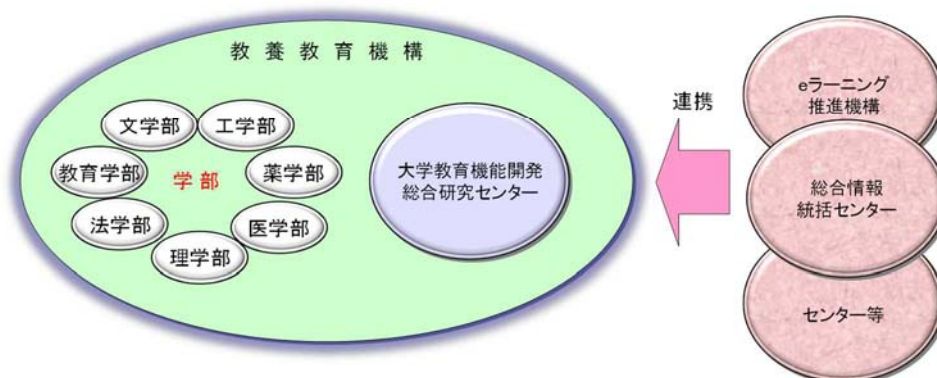 教養教育機構
文学部
工学部
教育学部
学部
薬学部
法学部
医学部
理学部
大学教育機能開発
総合研究センター
連携
eラーニング
推進機構
総合情報
統括センター
センター等